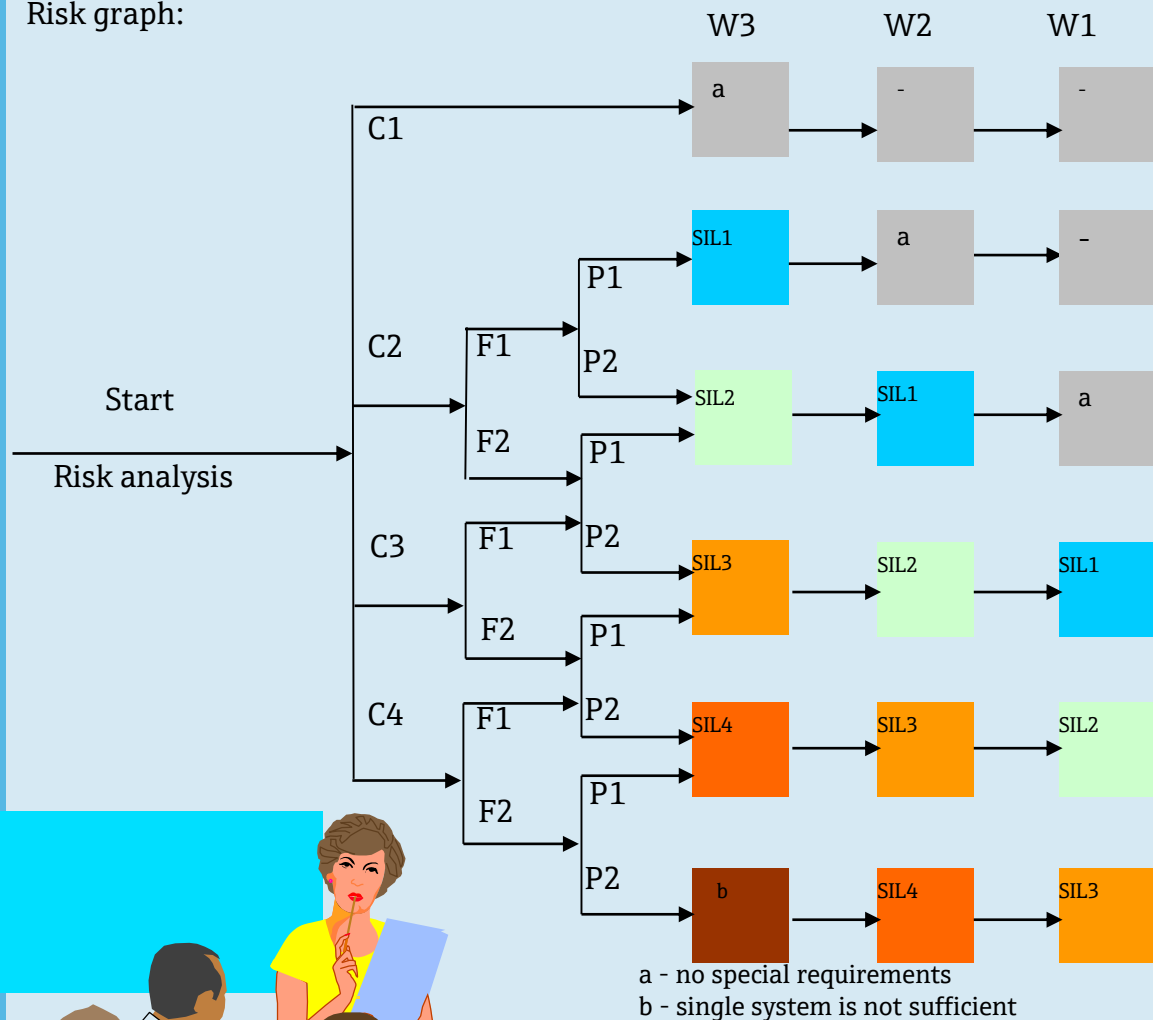 Risk graph:
W3 W2 W1
a - -
C1
SIL1 a -
P1
C2 F1
P2
Start
SIL2 SIL1 a
F2
P1
Risk analysis
C3 F1 P2
SIL3 SIL2 SIL1
F2 P1
C4 F1 P2
SIL4 SIL3 SIL2
F2 P1
P2
b SIL4 SIL3
a - no special requirements
b - single system is not sufficient